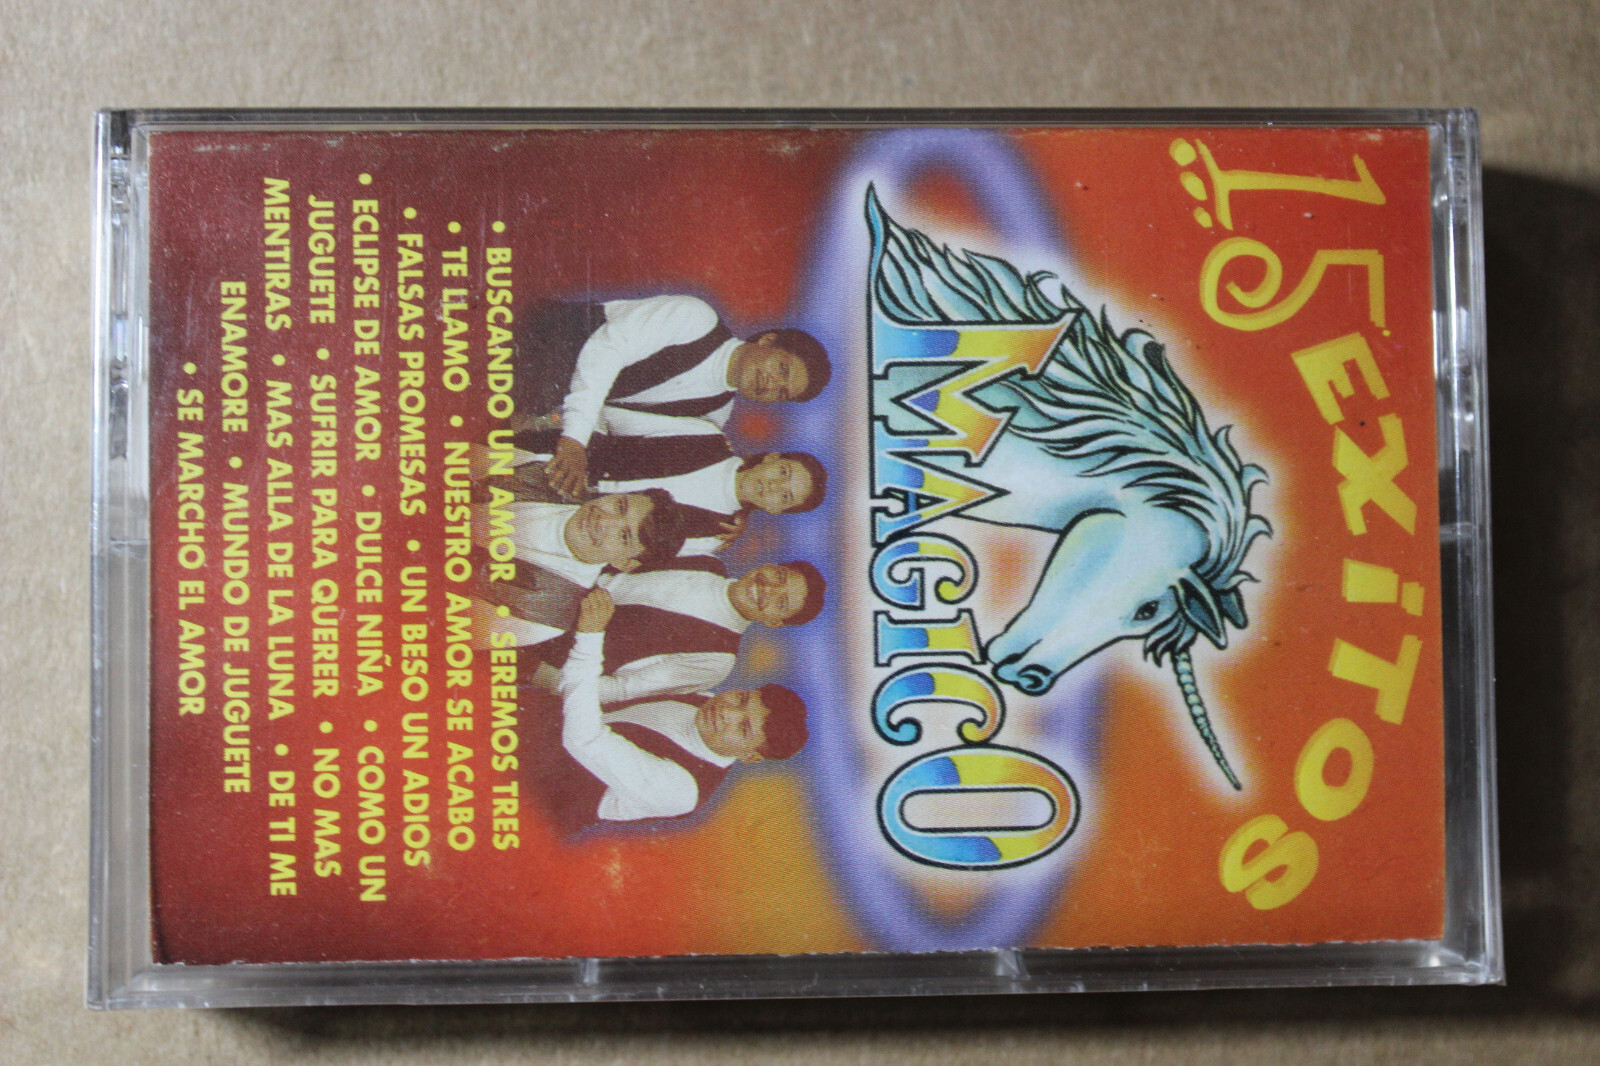 15 EXiTOS
MAGICO
• BUSCANDO UN AMOR • SEREMOS TRES
• TE LLAMO • NUESTRO AMOR SE ACABO
• FALSAS PROMESAS • UN BESO UN ADIOS
• ECLIPSE DE AMOR • DULCE NIÑA • COMO UN
JUGUETE • SUFRIR PARA QUERER • NO MAS
MENTIRAS • MAS ALLA DE LA LUNA • DE TI ME
ENAMORE • MUNDO DE JUGUETE
• SE MARCHO EL AMOR